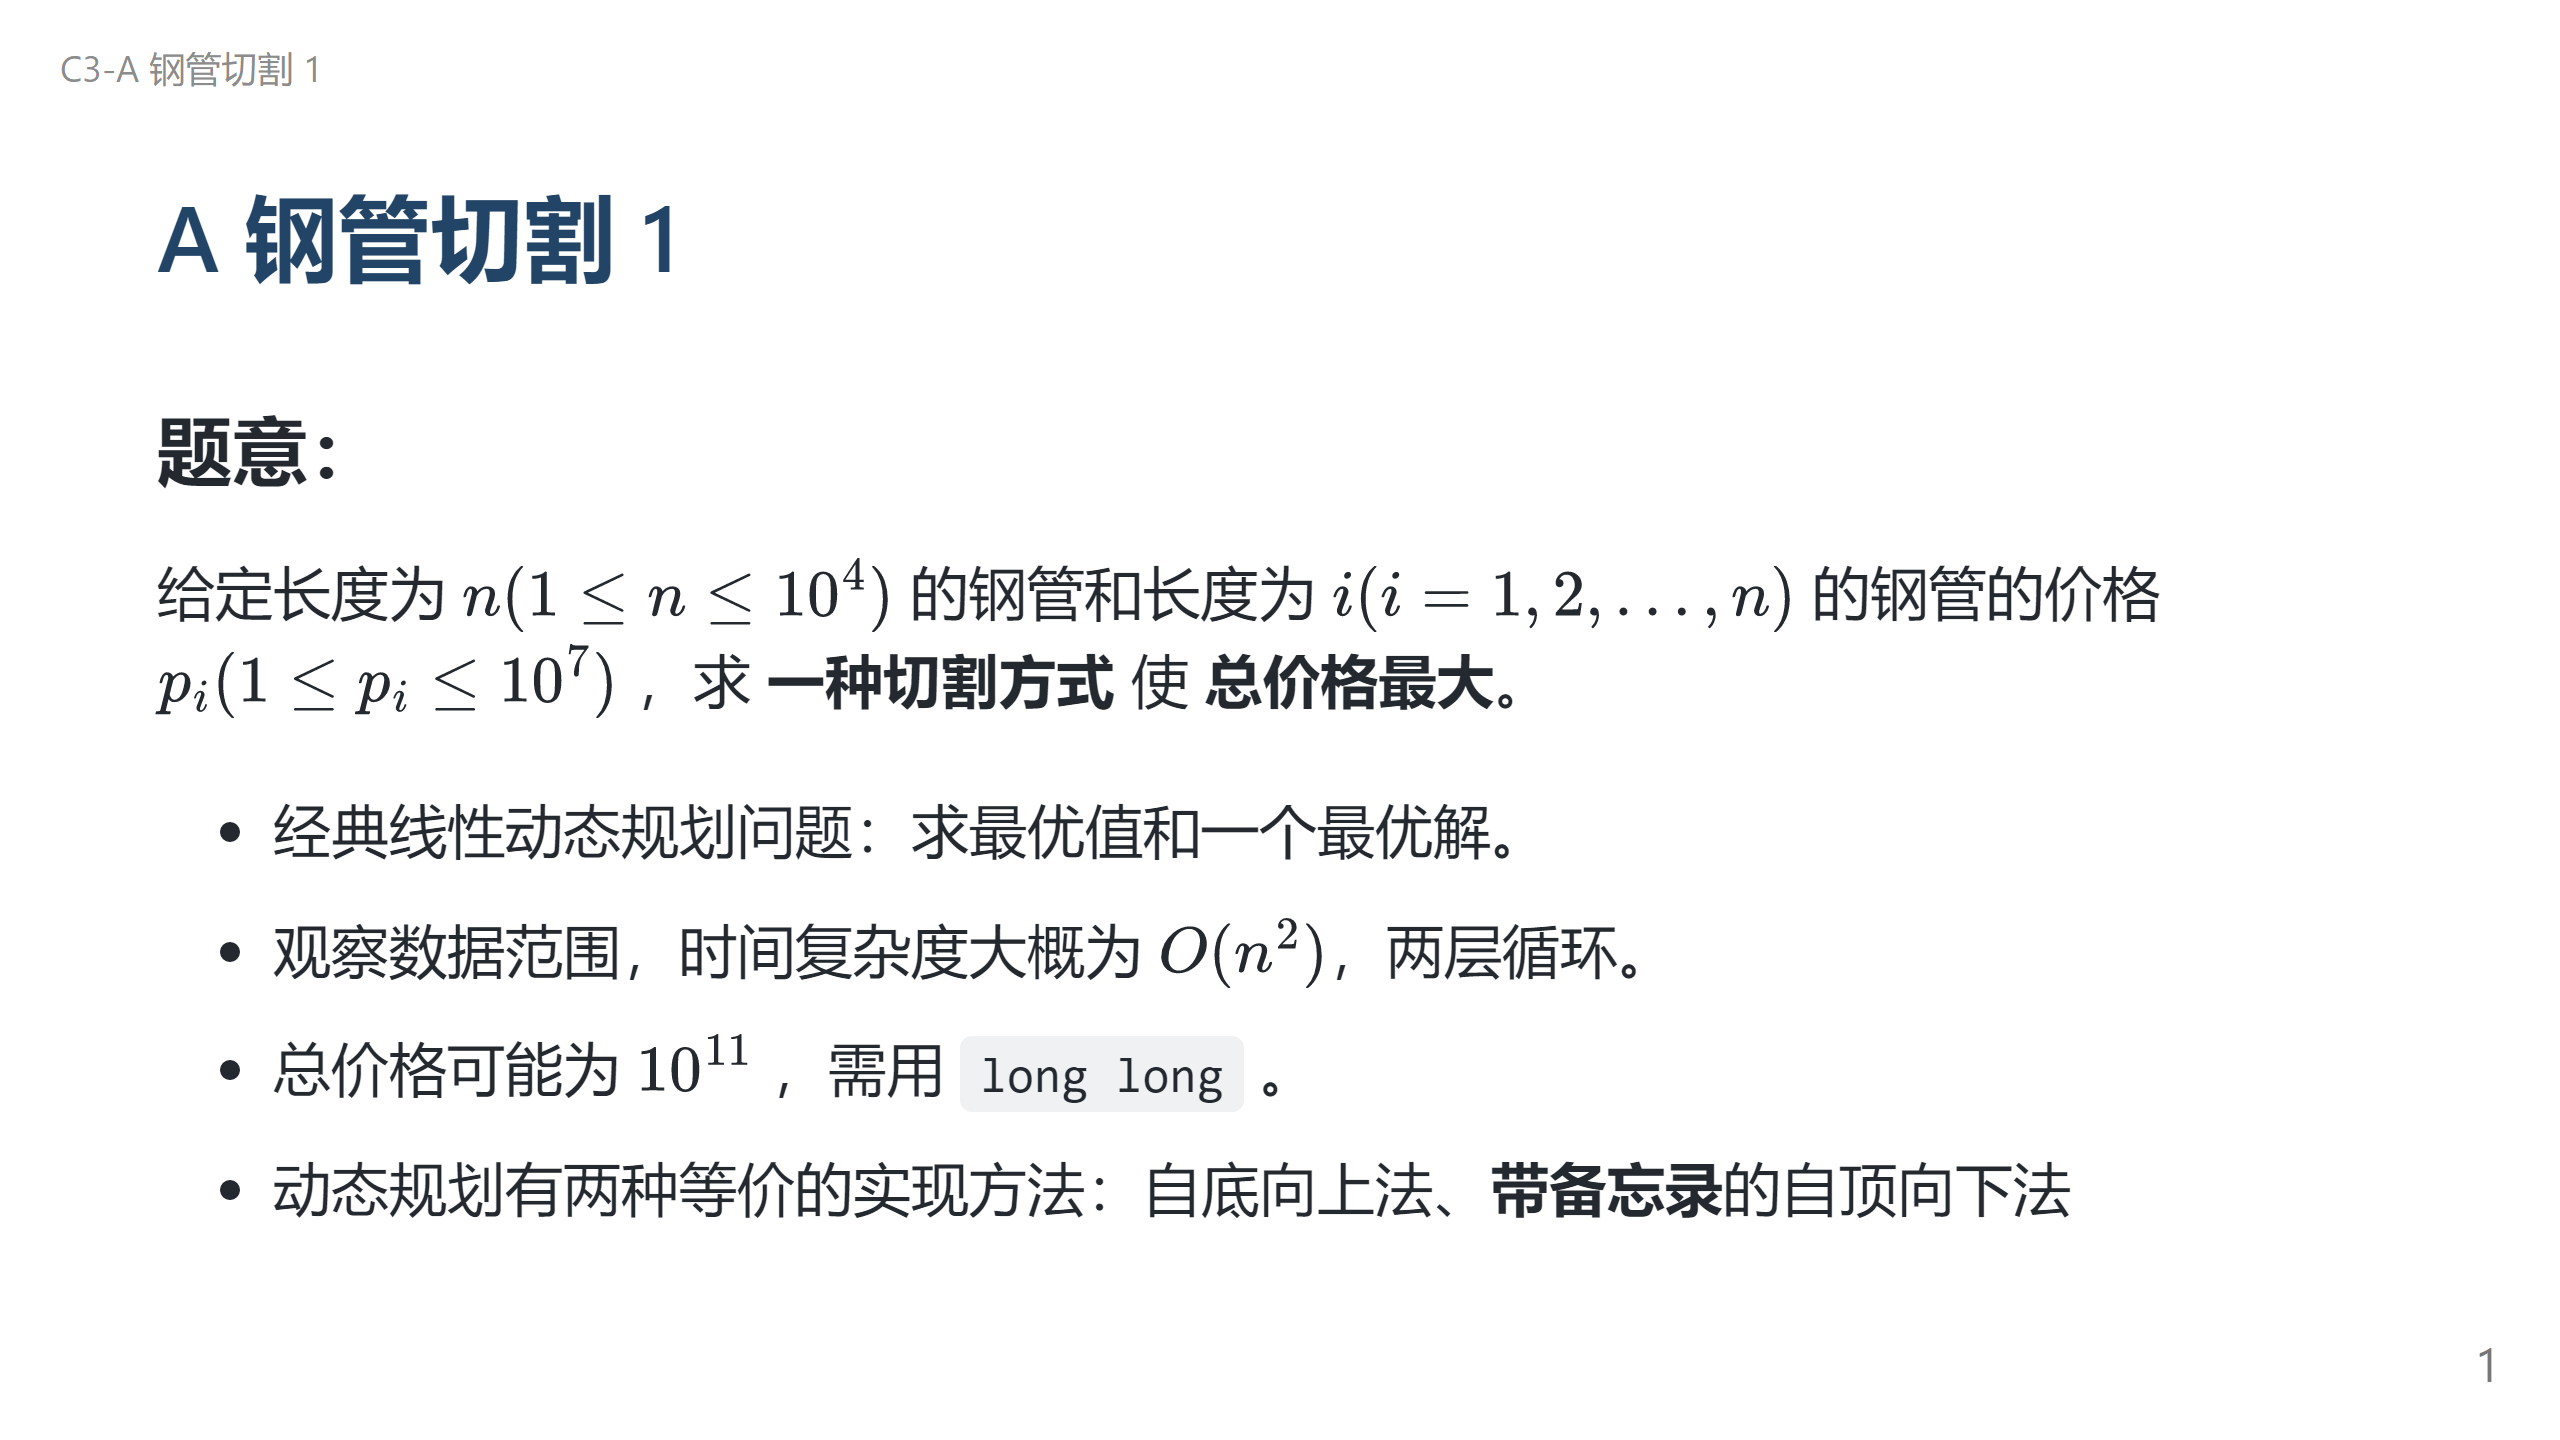 C3-A 钢管切割 1
A 钢管切割 1
题意：
给定长度为 n(1 ≤ n ≤ 10⁴) 的钢管和长度为 i(i = 1, 2, . . . , n) 的钢管的价格
pᵢ(1 ≤ pᵢ ≤ 10⁷) ，求 一种切割方式 使 总价格最大。
• 经典线性动态规划问题：求最优值和一个最优解。
• 观察数据范围，时间复杂度大概为 O(n²)，两层循环。
• 总价格可能为 10¹¹ ，需用 long long 。
• 动态规划有两种等价的实现方法：自底向上法、带备忘录的自顶向下法
1